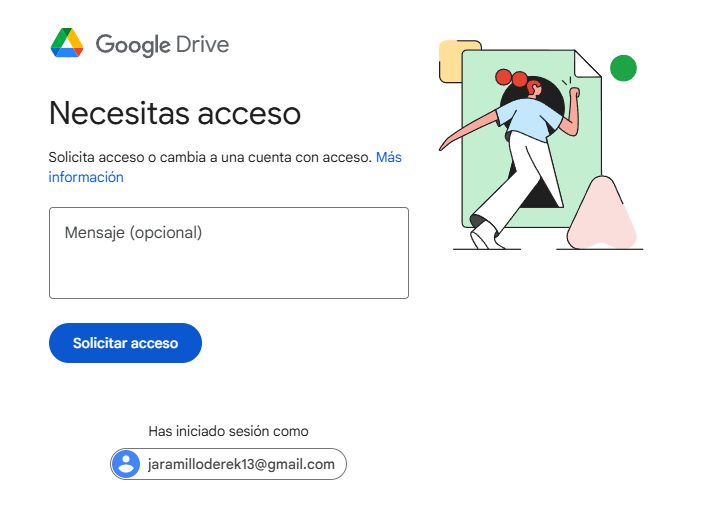 Google Drive
Necesitas acceso
Solicita acceso o cambia a una cuenta con acceso. Más
información
Mensaje (opcional)
Solicitar acceso
Has iniciado sesión como
jaramilloderek13@gmail.com